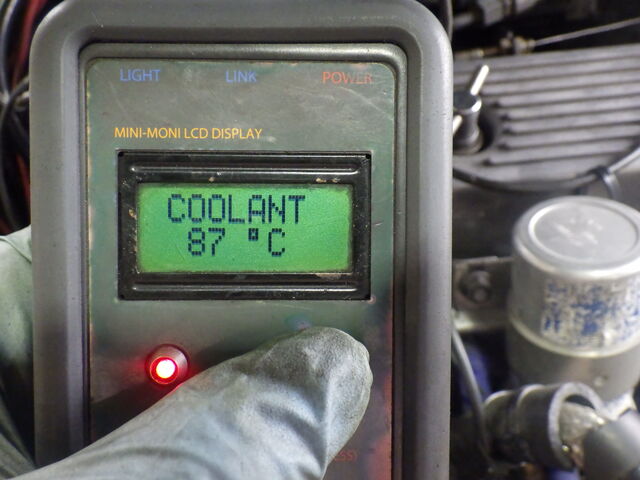 LIGHT LINK POWER
MINI-MONI LCD DISPLAY
COOLANT
87 °C